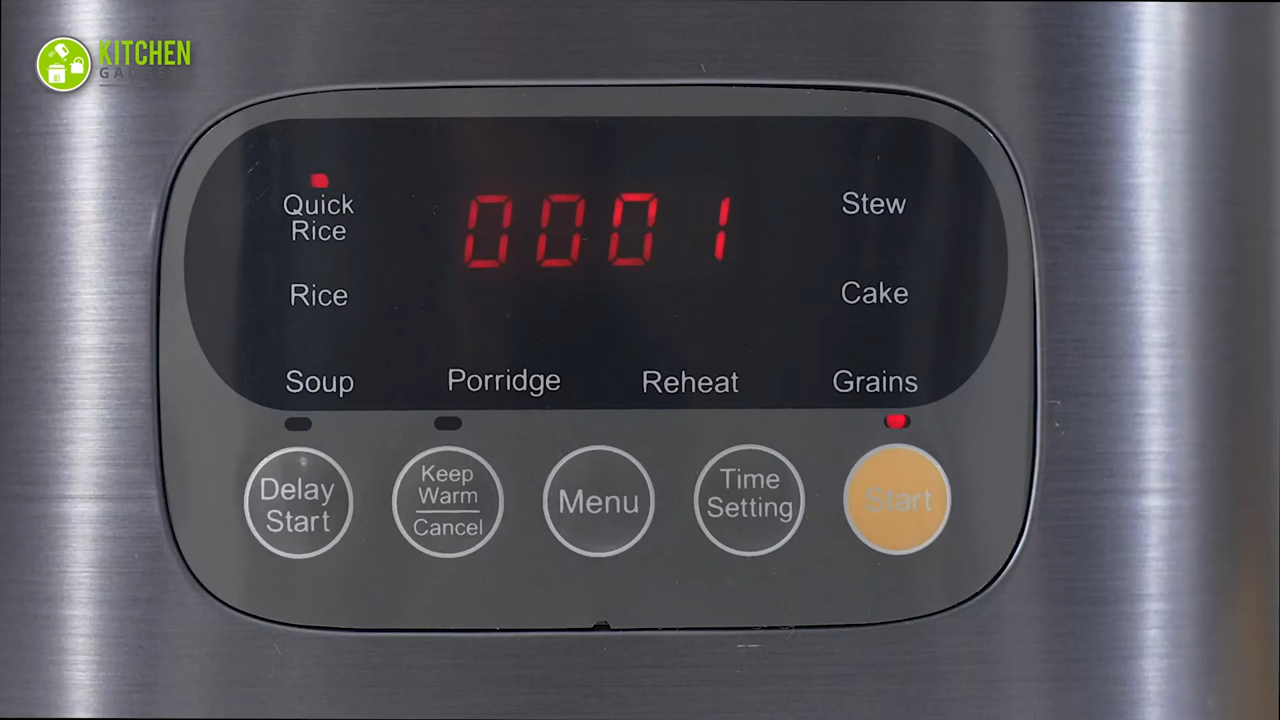 KITCHEN
Quick
Rice
0001
Stew
Rice
Cake
Soup
Porridge
Reheat
Grains
Delay
Start
Keep
Warm
Cancel
Menu
Time
Setting
Start